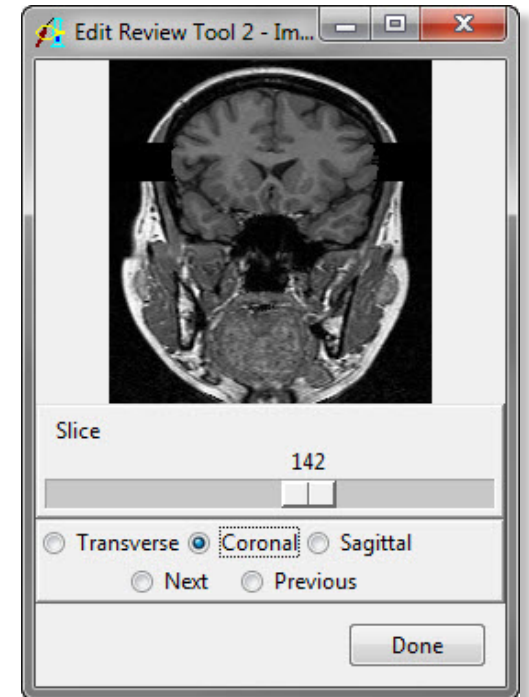 Edit Review Tool 2 - Im...
Slice
142
Transverse Coronal Sagittal
Next Previous
Done